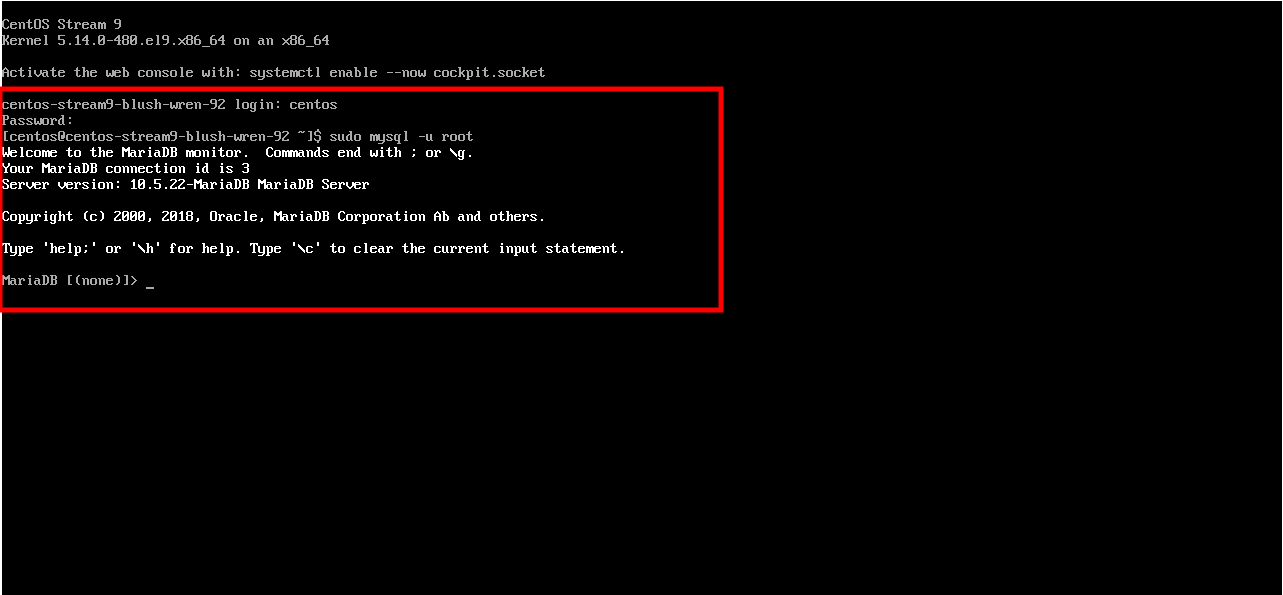 CentOS Stream 9
Kernel 5.14.0-480.el9.x86_64 on an x86_64
Activate the web console with: systemctl enable --now cockpit.socket
centos-stream9-blush-wren-92 login: centos
Password:
[centos@centos-stream9-blush-wren-92 ~]$ sudo mysql -u root
Welcome to the MariaDB monitor.  Commands end with ; or \g.
Your MariaDB connection id is 3
Server version: 10.5.22-MariaDB MariaDB Server
Copyright (c) 2000, 2018, Oracle, MariaDB Corporation Ab and others.
Type 'help;' or '\h' for help. Type '\c' to clear the current input statement.
MariaDB [(none)]> _